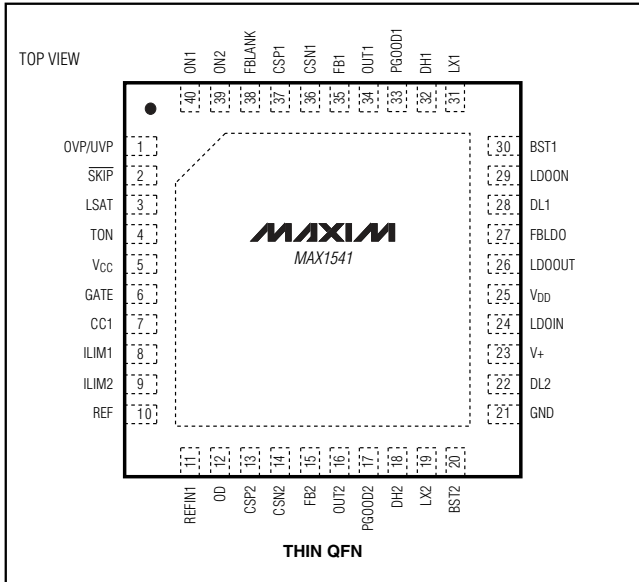 TOP VIEW
ON1
ON2
FBLANK
CSP1
CSN1
FB1
OUT1
PGOOD1
DH1
LX1
40
39
38
37
36
35
34
33
32
31
OVP/UVP 1
SKIP 2
LSAT 3
TON 4
VCC 5
GATE 6
CC1 7
ILIM1 8
ILIM2 9
REF 10
MAXIM
MAX1541
30 BST1
29 LDOON
28 DL1
27 FBLDO
26 LDOOUT
25 VDD
24 LDOIN
23 V+
22 DL2
21 GND
11
12
13
14
15
16
17
18
19
20
REFIN1
OD
CSP2
CSN2
FB2
OUT2
PGOOD2
DH2
LX2
BST2
THIN QFN